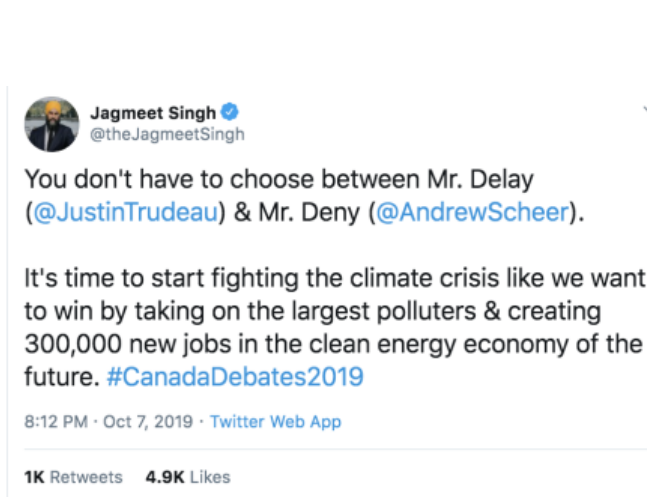 Jagmeet Singh
@theJagmeetSingh
You don't have to choose between Mr. Delay
(@JustinTrudeau) & Mr. Deny (@AndrewScheer).
It's time to start fighting the climate crisis like we want
to win by taking on the largest polluters & creating
300,000 new jobs in the clean energy economy of the
future. #CanadaDebates2019
8:12 PM · Oct 7, 2019 · Twitter Web App
1K Retweets 4.9K Likes